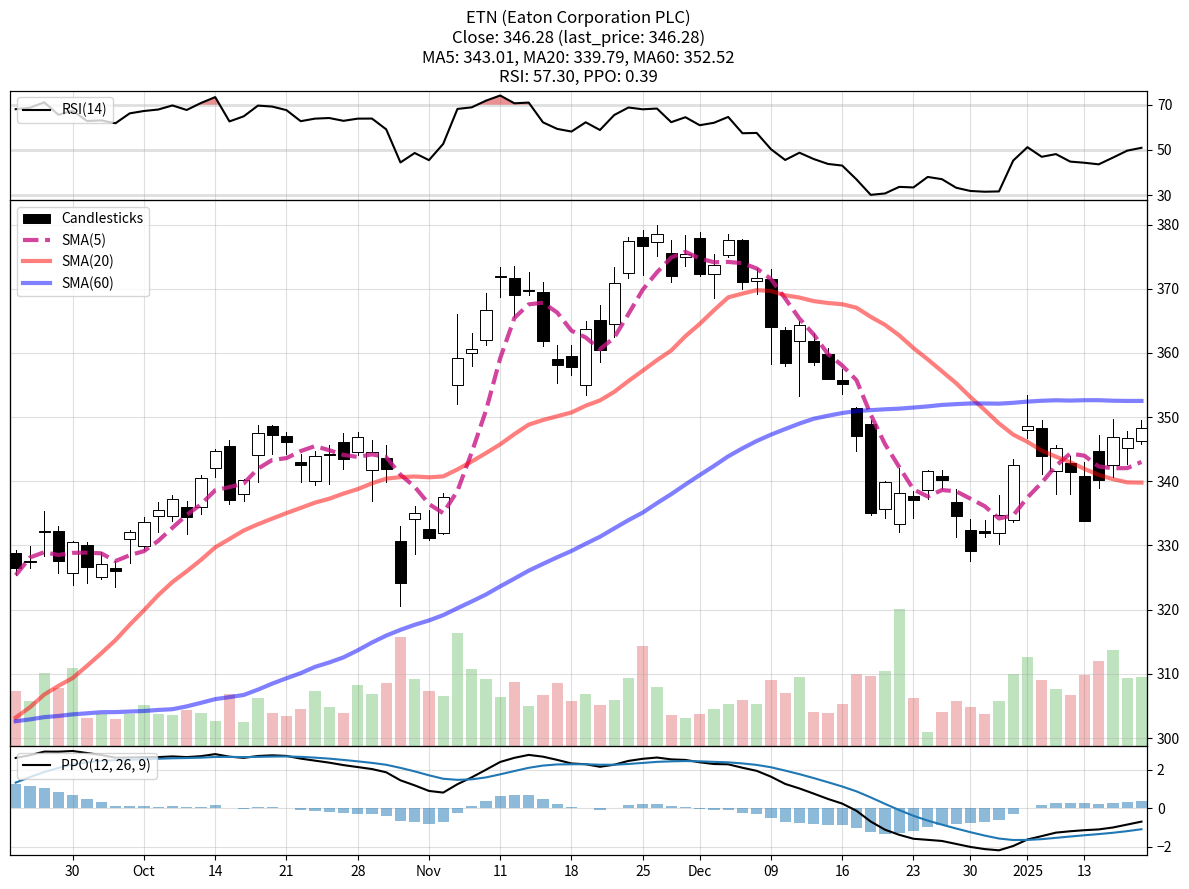 ETN (Eaton Corporation PLC)
Close: 346.28 (last_price: 346.28)
MA5: 343.01, MA20: 339.79, MA60: 352.52
RSI: 57.30, PPO: 0.39
RSI(14)
70
50
30
Candlesticks
SMA(5)
SMA(20)
SMA(60)
380
370
360
350
340
330
320
310
300
PPO(12, 26, 9)
2
0
−2
30 Oct 14 21 28 Nov 11 18 25 Dec 09 16 23 30 2025 13